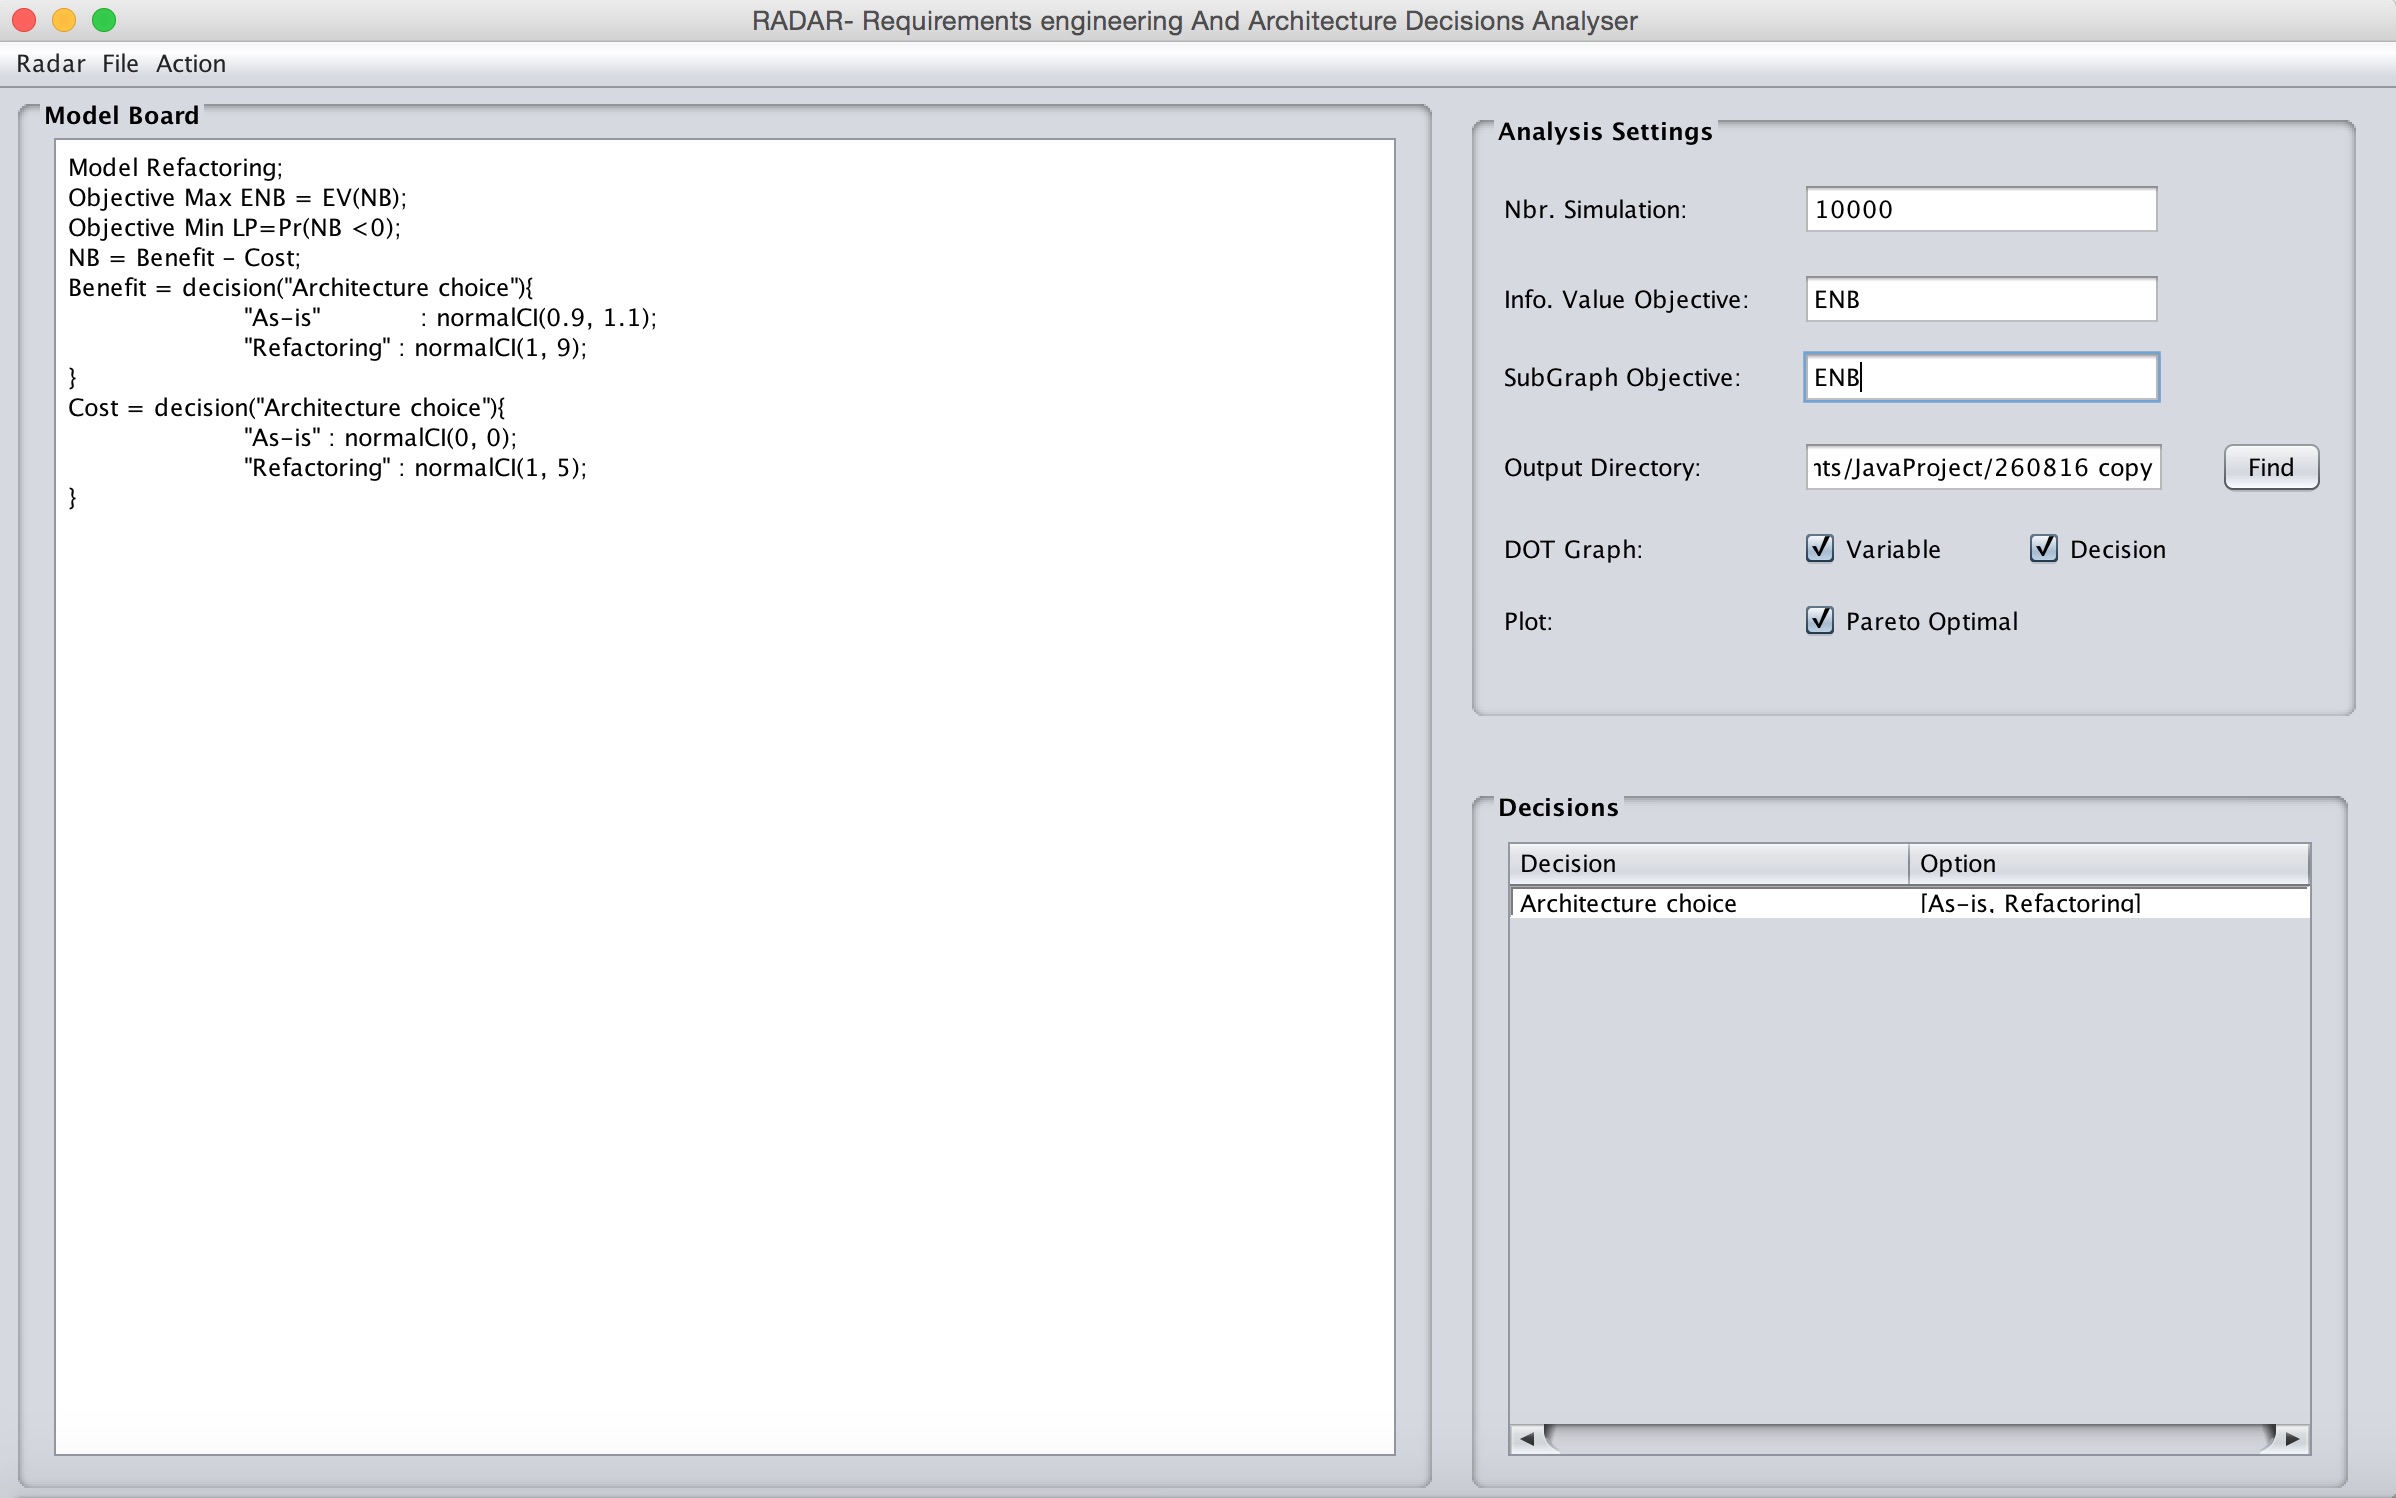 RADAR- Requirements engineering And Architecture Decisions Analyser
Radar File Action
Model Board
Model Refactoring;
Objective Max ENB = EV(NB);
Objective Min LP=Pr(NB <0);
NB = Benefit - Cost;
Benefit = decision("Architecture choice"){
"As-is" : normalCI(0.9, 1.1);
"Refactoring" : normalCI(1, 9);
}
Cost = decision("Architecture choice"){
"As-is" : normalCI(0, 0);
"Refactoring" : normalCI(1, 5);
}
Analysis Settings
Nbr. Simulation: 10000
Info. Value Objective: ENB
SubGraph Objective: ENB
Output Directory: nts/JavaProject/260816 copy Find
DOT Graph: Variable Decision
Plot: Pareto Optimal
Decisions
Decision Option
Architecture choice [As-is, Refactoring]